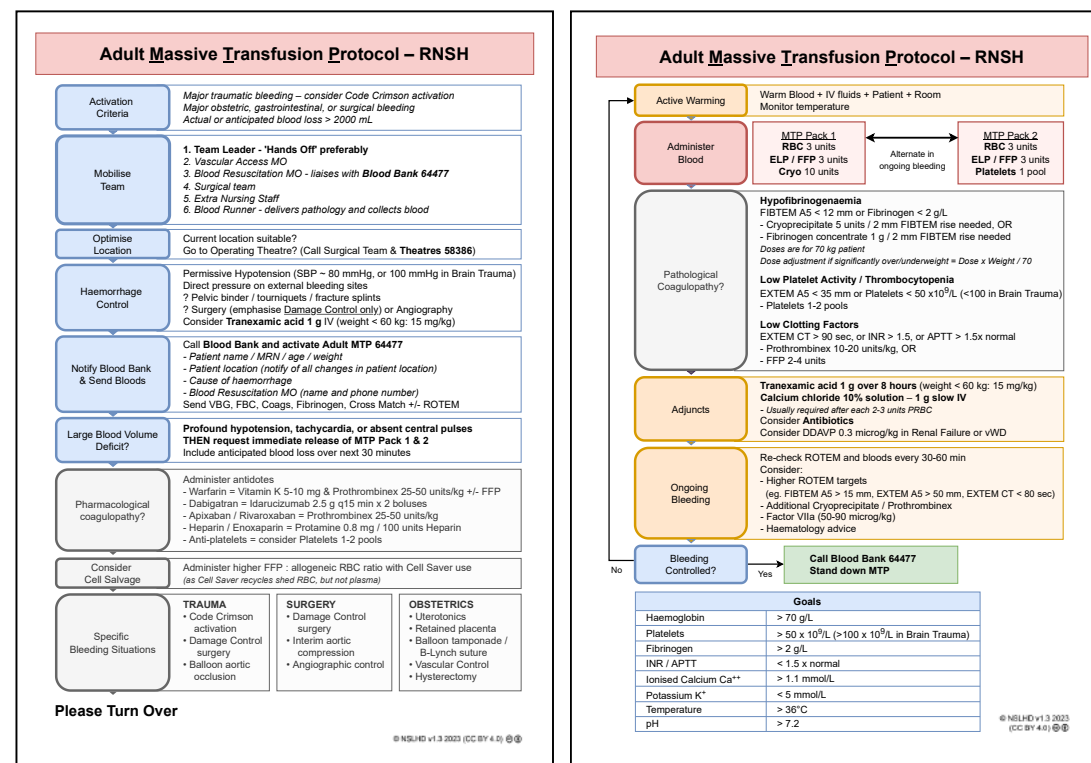 Adult Massive Transfusion Protocol – RNSH
Activation
Criteria
Major traumatic bleeding – consider Code Crimson activation
Major obstetric, gastrointestinal, or surgical bleeding
Actual or anticipated blood loss > 2000 mL
Mobilise
Team
1. Team Leader - 'Hands Off' preferably
2. Vascular Access MO
3. Blood Resuscitation MO - liaises with Blood Bank 64477
4. Surgical team
5. Extra Nursing Staff
6. Blood Runner - delivers pathology and collects blood
Optimise
Location
Current location suitable?
Go to Operating Theatre? (Call Surgical Team & Theatres 58386)
Haemorrhage
Control
Permissive Hypotension (SBP ~ 80 mmHg, or 100 mmHg in Brain Trauma)
Direct pressure on external bleeding sites
? Pelvic binder / tourniquets / fracture splints
? Surgery (emphasise Damage Control only) or Angiography
Consider Tranexamic acid 1 g IV (weight < 60 kg: 15 mg/kg)
Notify Blood Bank
& Send Bloods
Call Blood Bank and activate Adult MTP 64477
- Patient name / MRN / age / weight
- Patient location (notify of all changes in patient location)
- Cause of haemorrhage
- Blood Resuscitation MO (name and phone number)
Send VBG, FBC, Coags, Fibrinogen, Cross Match +/- ROTEM
Large Blood Volume
Deficit?
Profound hypotension, tachycardia, or absent central pulses
THEN request immediate release of MTP Pack 1 & 2
Include anticipated blood loss over next 30 minutes
Pharmacological
coagulopathy?
Administer antidotes
- Warfarin = Vitamin K 5-10 mg & Prothrombinex 25-50 units/kg +/- FFP
- Dabigatran = Idarucizumab 2.5 g q15 min x 2 boluses
- Apixaban / Rivaroxaban = Prothrombinex 25-50 units/kg
- Heparin / Enoxaparin = Protamine 0.8 mg / 100 units Heparin
- Anti-platelets = consider Platelets 1-2 pools
Consider
Cell Salvage
Administer higher FFP : allogeneic RBC ratio with Cell Saver use
(as Cell Saver recycles shed RBC, but not plasma)
Specific
Bleeding Situations
TRAUMA
• Code Crimson
activation
• Damage Control
surgery
• Balloon aortic
occlusion
SURGERY
• Damage Control
surgery
• Interim aortic
compression
• Angiographic control
OBSTETRICS
• Uterotonics
• Retained placenta
• Balloon tamponade /
B-Lynch suture
• Vascular Control
• Hysterectomy
Please Turn Over
© NSLHD v1.3 2023 (CC BY 4.0)
Adult Massive Transfusion Protocol – RNSH
Active Warming
Warm Blood + IV fluids + Patient + Room
Monitor temperature
Administer
Blood
MTP Pack 1
RBC 3 units
ELP / FFP 3 units
Cryo 10 units
Alternate in
ongoing bleeding
MTP Pack 2
RBC 3 units
ELP / FFP 3 units
Platelets 1 pool
Pathological
Coagulopathy?
Hypofibrinogenaemia
FIBTEM A5 < 12 mm or Fibrinogen < 2 g/L
- Cryoprecipitate 5 units / 2 mm FIBTEM rise needed, OR
- Fibrinogen concentrate 1 g / 2 mm FIBTEM rise needed
Doses are for 70 kg patient
Dose adjustment if significantly over/underweight = Dose x Weight / 70
Low Platelet Activity / Thrombocytopenia
EXTEM A5 < 35 mm or Platelets < 50 x10⁹/L (<100 in Brain Trauma)
- Platelets 1-2 pools
Low Clotting Factors
EXTEM CT > 90 sec, or INR > 1.5, or APTT > 1.5x normal
- Prothrombinex 10-20 units/kg, OR
- FFP 2-4 units
Adjuncts
Tranexamic acid 1 g over 8 hours (weight < 60 kg: 15 mg/kg)
Calcium chloride 10% solution – 1 g slow IV
- Usually required after each 2-3 units PRBC
Consider Antibiotics
Consider DDAVP 0.3 microg/kg in Renal Failure or vWD
Ongoing
Bleeding
Re-check ROTEM and bloods every 30-60 min
Consider:
- Higher ROTEM targets
(eg. FIBTEM A5 > 15 mm, EXTEM A5 > 50 mm, EXTEM CT < 80 sec)
- Additional Cryoprecipitate / Prothrombinex
- Factor VIIa (50-90 microg/kg)
- Haematology advice
Bleeding
Controlled?
No
Yes
Call Blood Bank 64477
Stand down MTP
Goals
Haemoglobin > 70 g/L
Platelets > 50 x 10⁹/L (>100 x 10⁹/L in Brain Trauma)
Fibrinogen > 2 g/L
INR / APTT < 1.5 x normal
Ionised Calcium Ca⁺⁺ > 1.1 mmol/L
Potassium K⁺ < 5 mmol/L
Temperature > 36°C
pH > 7.2
© NSLHD v1.3 2023
(CC BY 4.0)